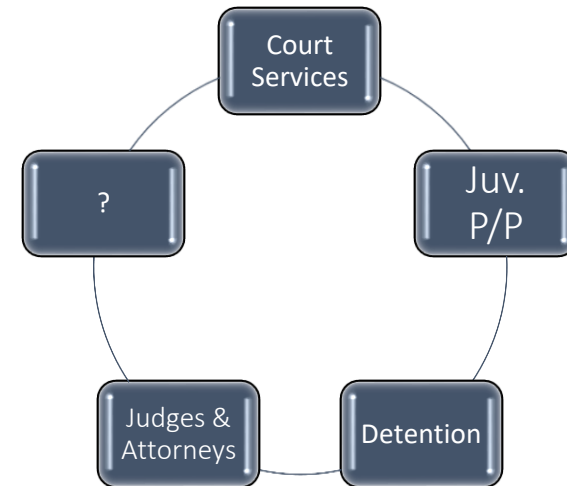 Court
Services
Juv.
P/P
Detention
Judges &
Attorneys
?